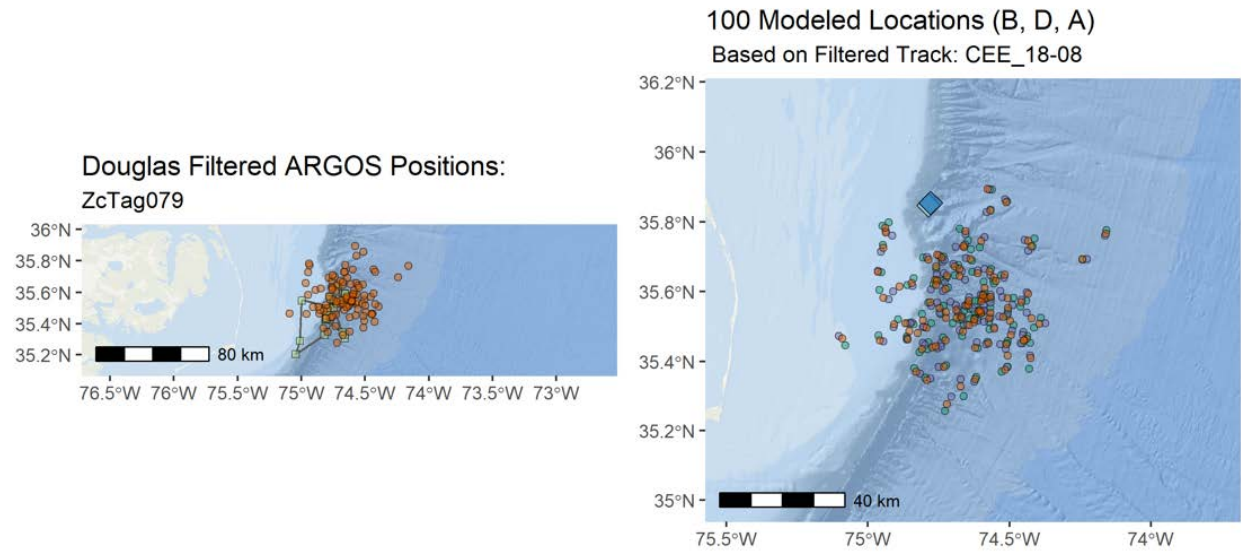 Douglas Filtered ARGOS Positions:
ZcTag079
36°N
35.8°N
35.6°N
35.4°N
35.2°N
80 km
76.5°W 76°W 75.5°W 75°W 74.5°W 74°W 73.5°W 73°W
100 Modeled Locations (B, D, A)
Based on Filtered Track: CEE_18-08
36.2°N
36°N
35.8°N
35.6°N
35.4°N
35.2°N
35°N
40 km
75.5°W 75°W 74.5°W 74°W